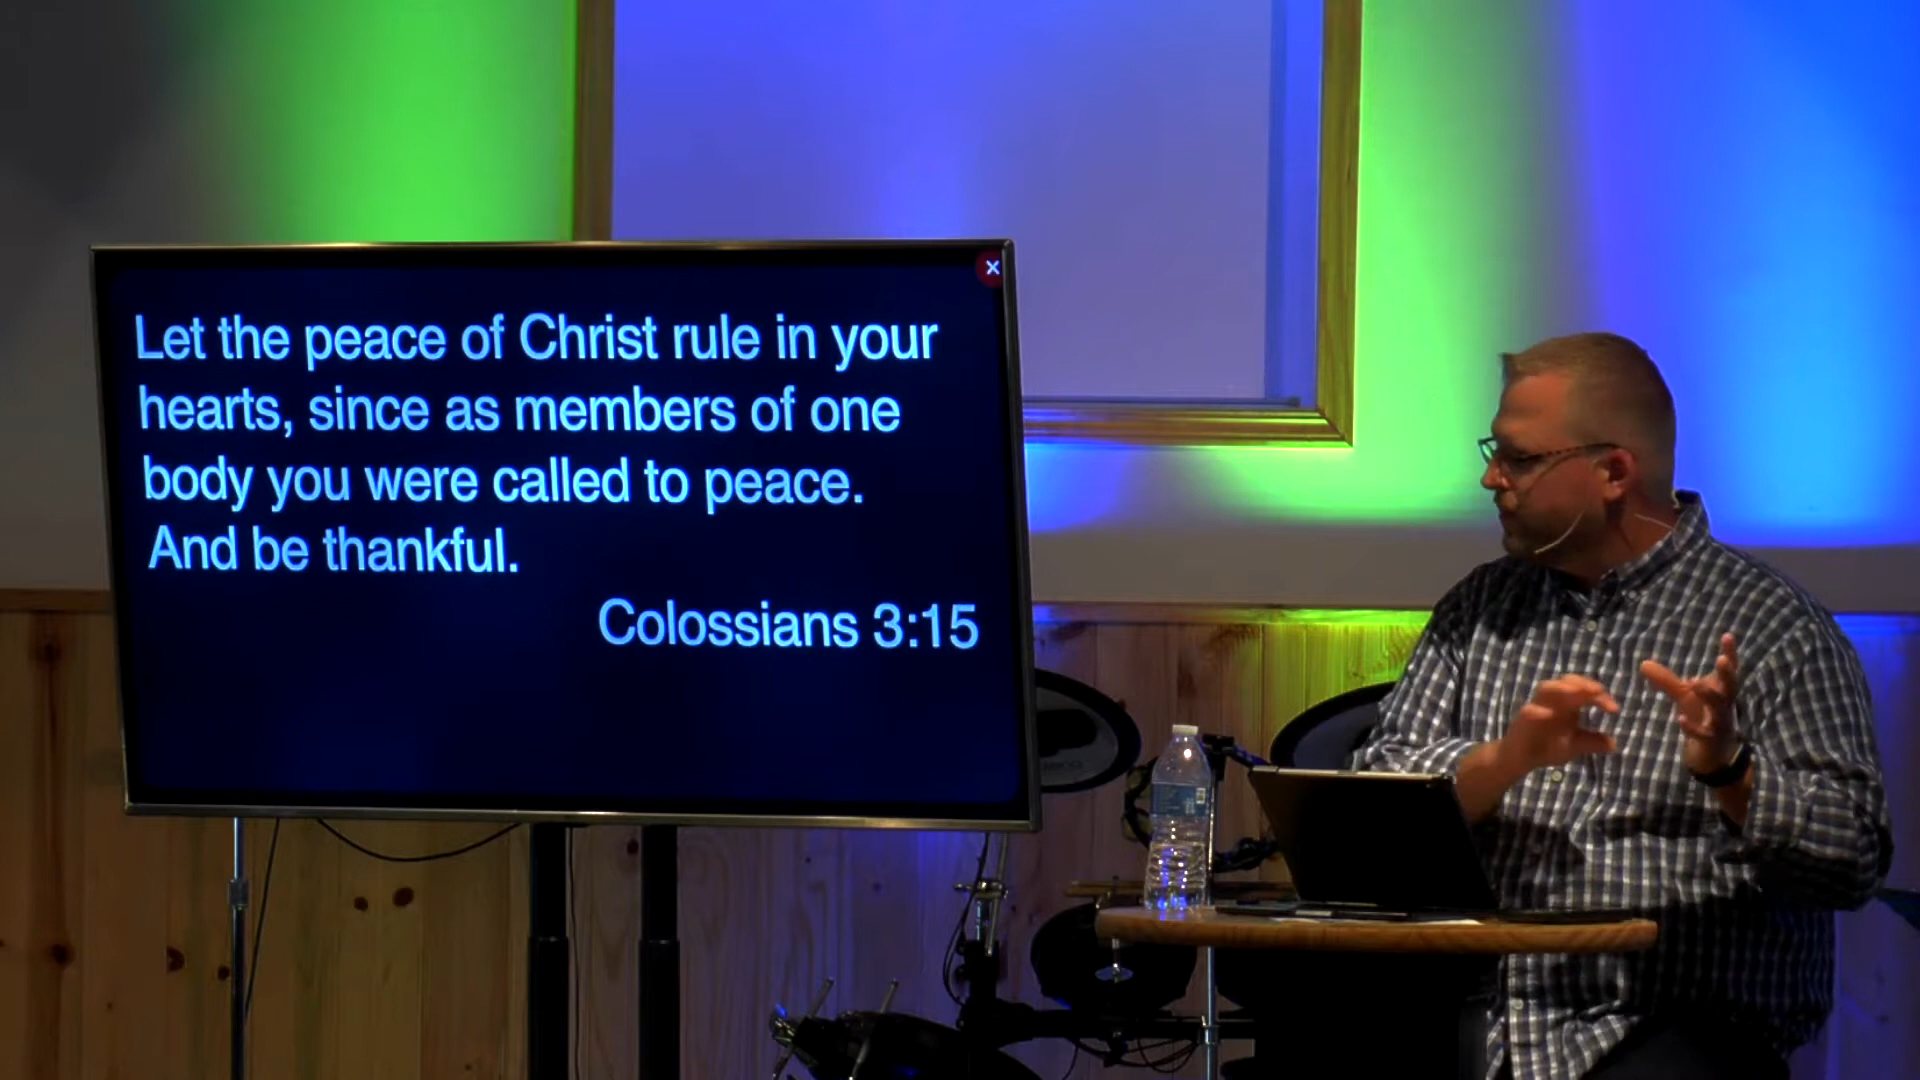 Let the peace of Christ rule in your
hearts, since as members of one
body you were called to peace.
And be thankful.
Colossians 3:15